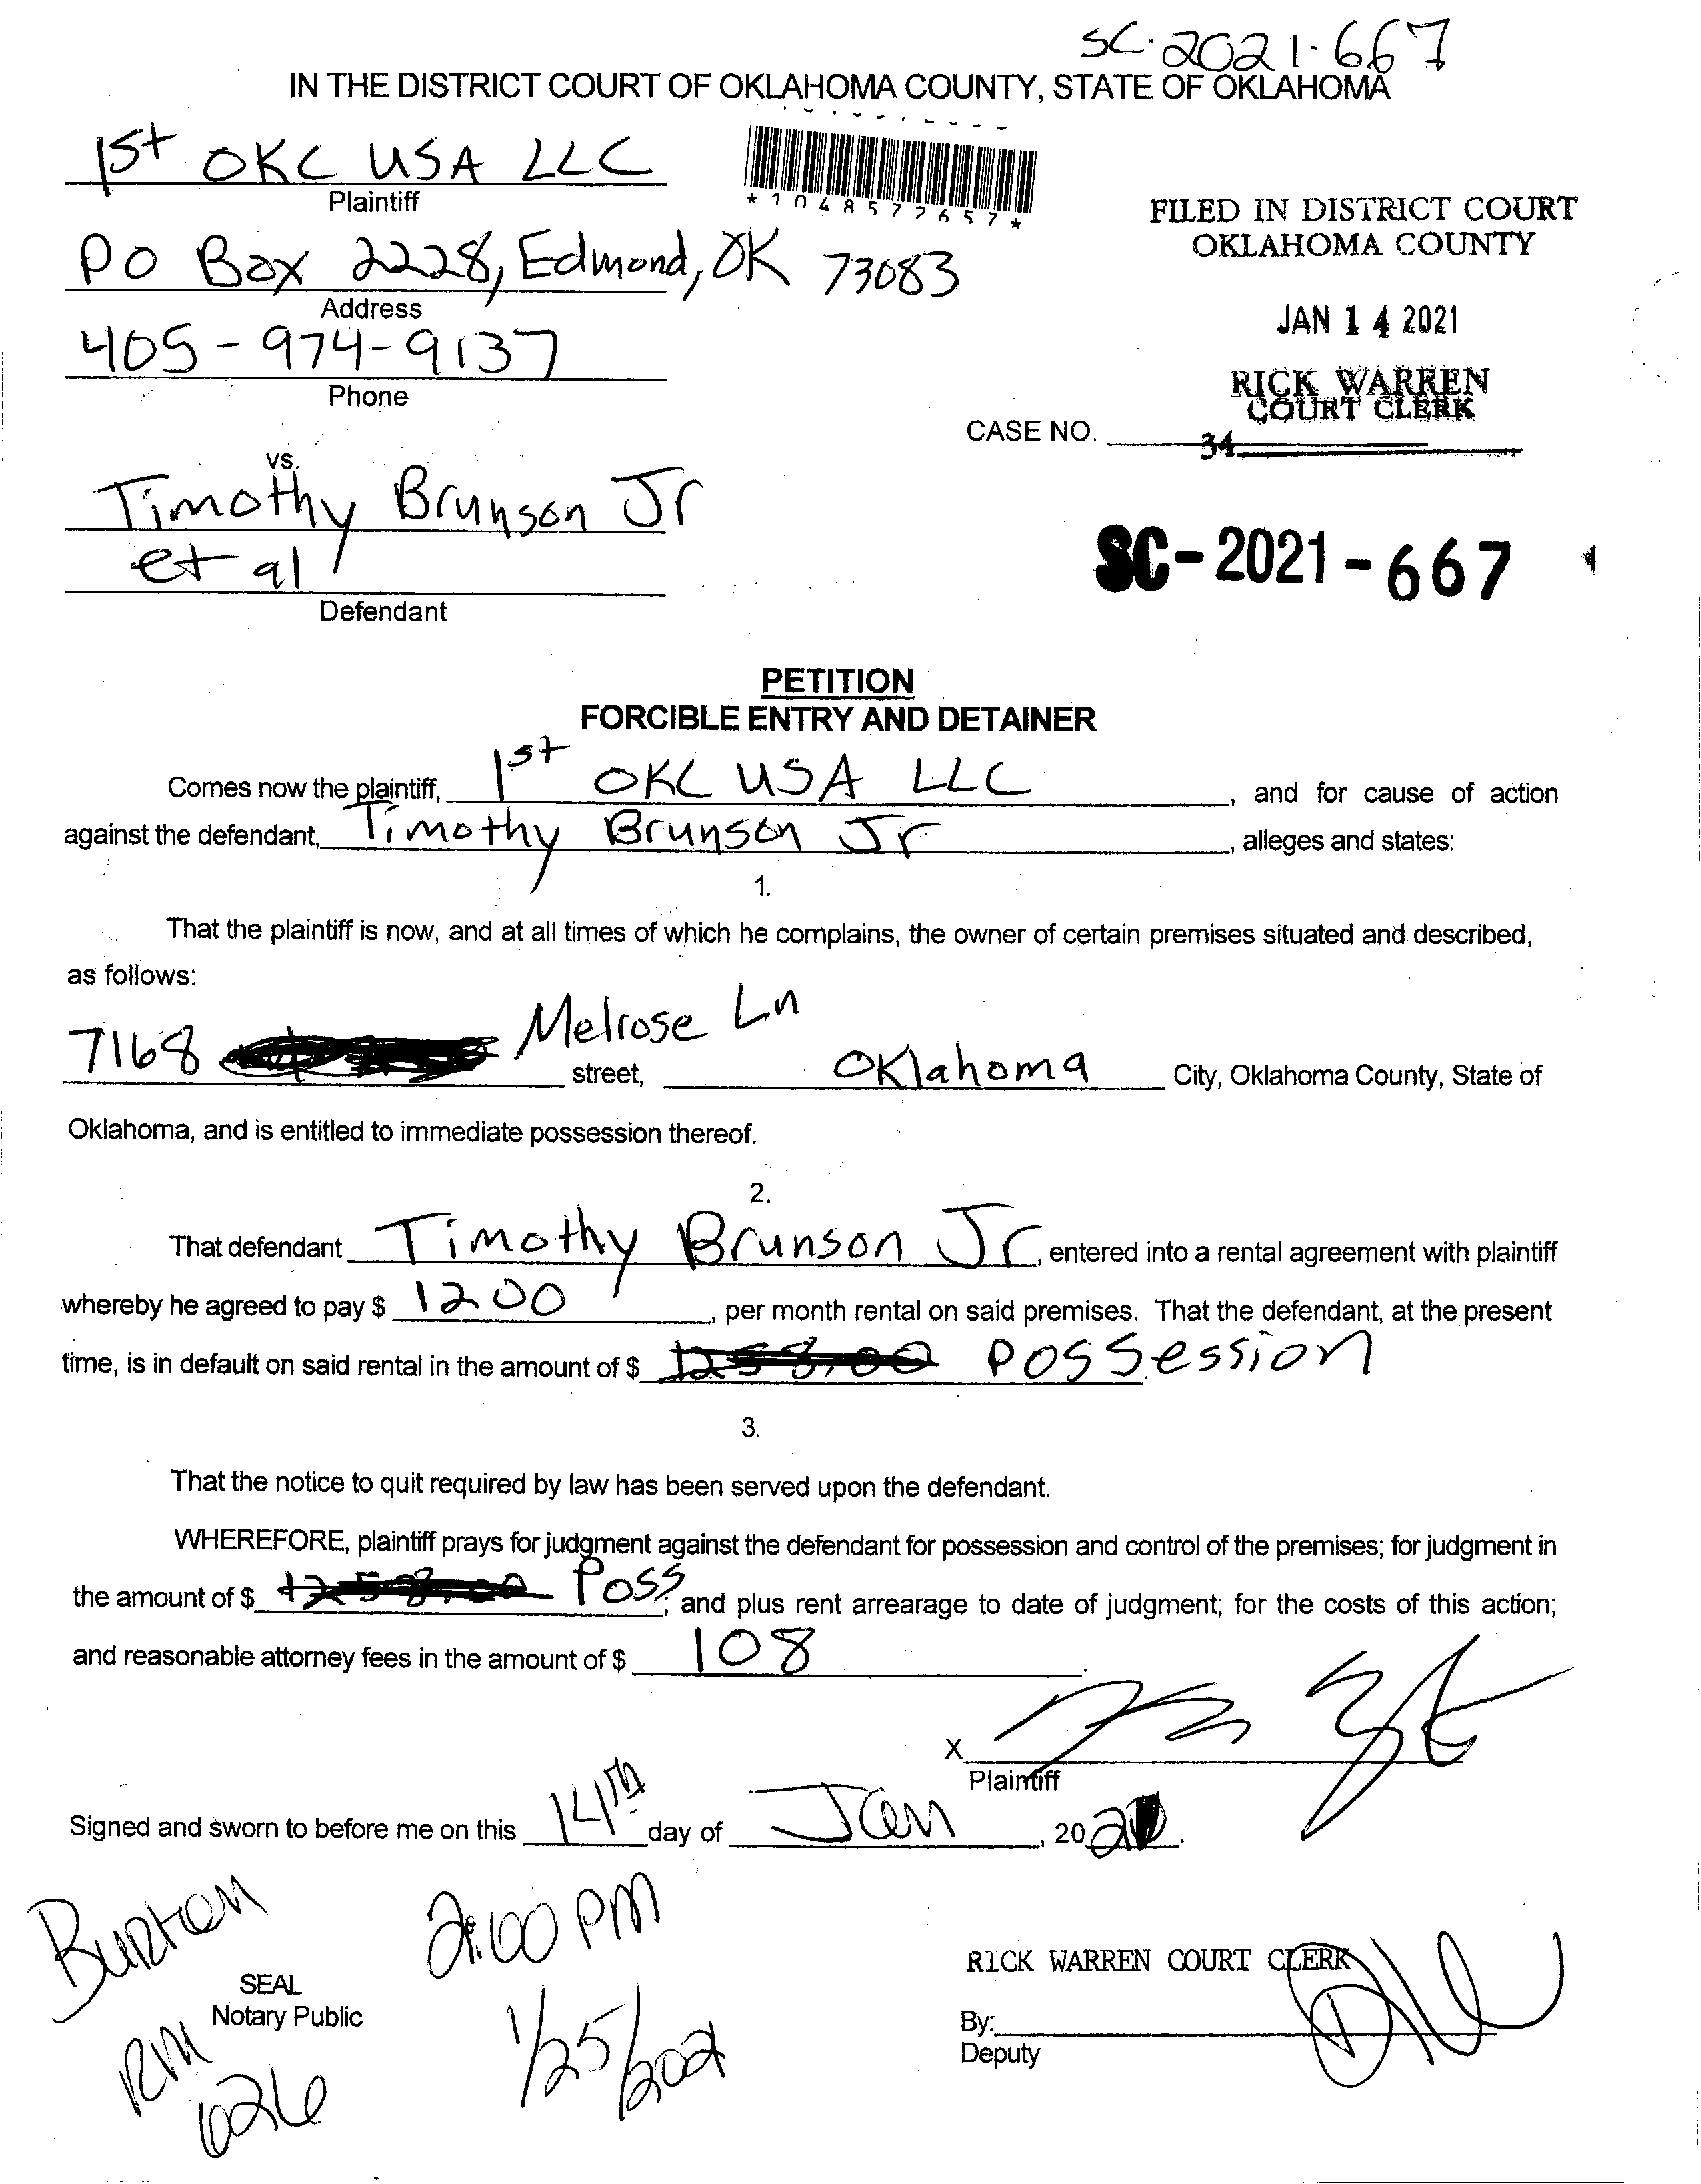 SC-2021-667
IN THE DISTRICT COURT OF OKLAHOMA COUNTY, STATE OF OKLAHOMA
1st OKC USA LLC
Plaintiff
*1048577657*
PO Box 2228, Edmond, OK 73083
Address
405-974-9137
Phone
FILED IN DISTRICT COURT
OKLAHOMA COUNTY
JAN 14 2021
RICK WARREN
COURT CLERK
CASE NO.
34
vs.
Timothy Brunson Jr
et al
Defendant
SC-2021-667
PETITION
FORCIBLE ENTRY AND DETAINER
Comes now the plaintiff, 1st OKC USA LLC, and for cause of action
against the defendant, Timothy Brunson Jr, alleges and states:
1.
That the plaintiff is now, and at all times of which he complains, the owner of certain premises situated and described,
as follows:
7168 Melrose Ln street, Oklahoma City, Oklahoma County, State of
Oklahoma, and is entitled to immediate possession thereof.
2.
That defendant Timothy Brunson Jr, entered into a rental agreement with plaintiff
whereby he agreed to pay $ 1200, per month rental on said premises. That the defendant, at the present
time, is in default on said rental in the amount of $ 1258.00 Possession
3.
That the notice to quit required by law has been served upon the defendant.
WHEREFORE, plaintiff prays for judgment against the defendant for possession and control of the premises; for judgment in
the amount of $ 1258.00 Poss; and plus rent arrearage to date of judgment; for the costs of this action;
and reasonable attorney fees in the amount of $ 108.
X
Plaintiff
Signed and sworn to before me on this 14th day of Jan, 2021.
Burton
2:00 PM
SEAL
Notary Public
RM
626
1/25/202
RICK WARREN COURT CLERK
By:
Deputy